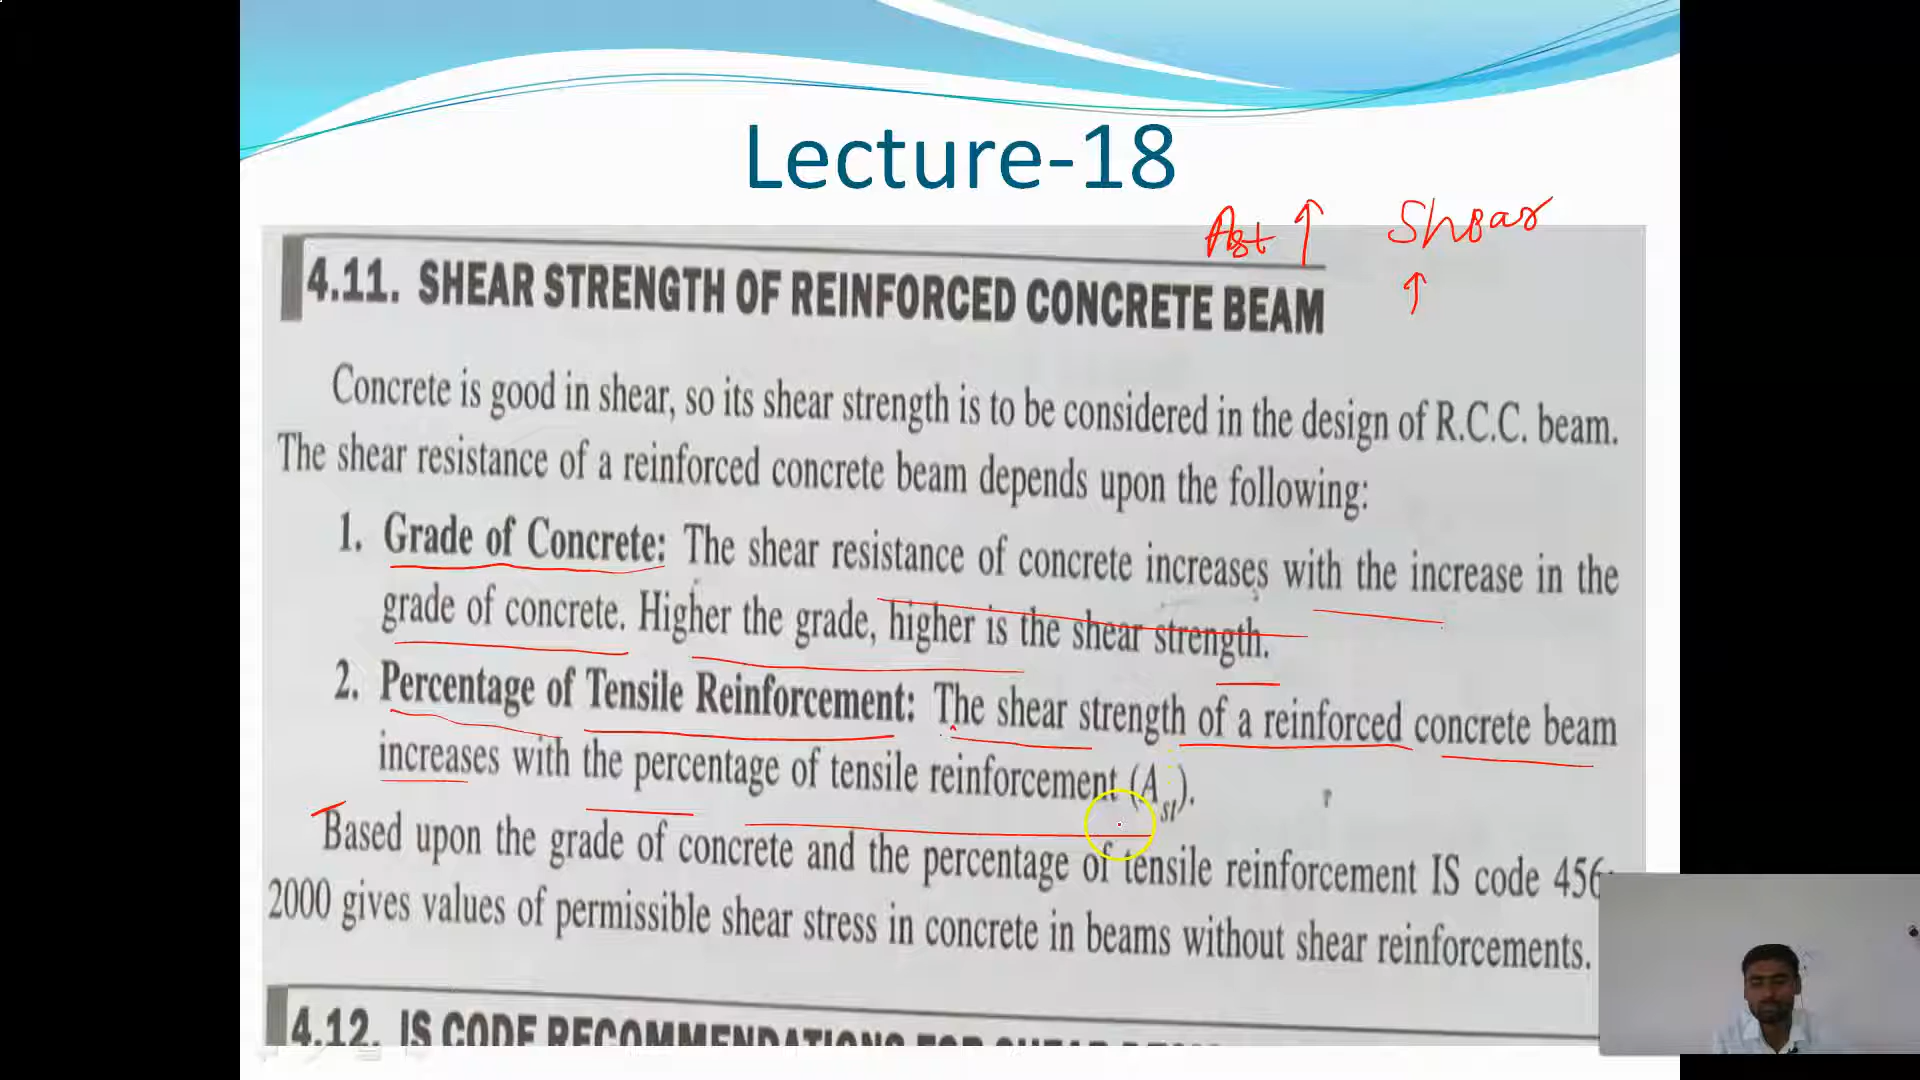 Lecture-18
Ast ↑ Shear
↑
4.11. SHEAR STRENGTH OF REINFORCED CONCRETE BEAM
Concrete is good in shear, so its shear strength is to be considered in the design of R.C.C. beam.
The shear resistance of a reinforced concrete beam depends upon the following:
1. Grade of Concrete: The shear resistance of concrete increases with the increase in the
grade of concrete. Higher the grade, higher is the shear strength.
2. Percentage of Tensile Reinforcement: The shear strength of a reinforced concrete beam
increases with the percentage of tensile reinforcement (Ast).
Based upon the grade of concrete and the percentage of tensile reinforcement IS code 456:
2000 gives values of permissible shear stress in concrete in beams without shear reinforcements.
4.12. IS CODE RECOMMENDATIONS FOR SHEAR